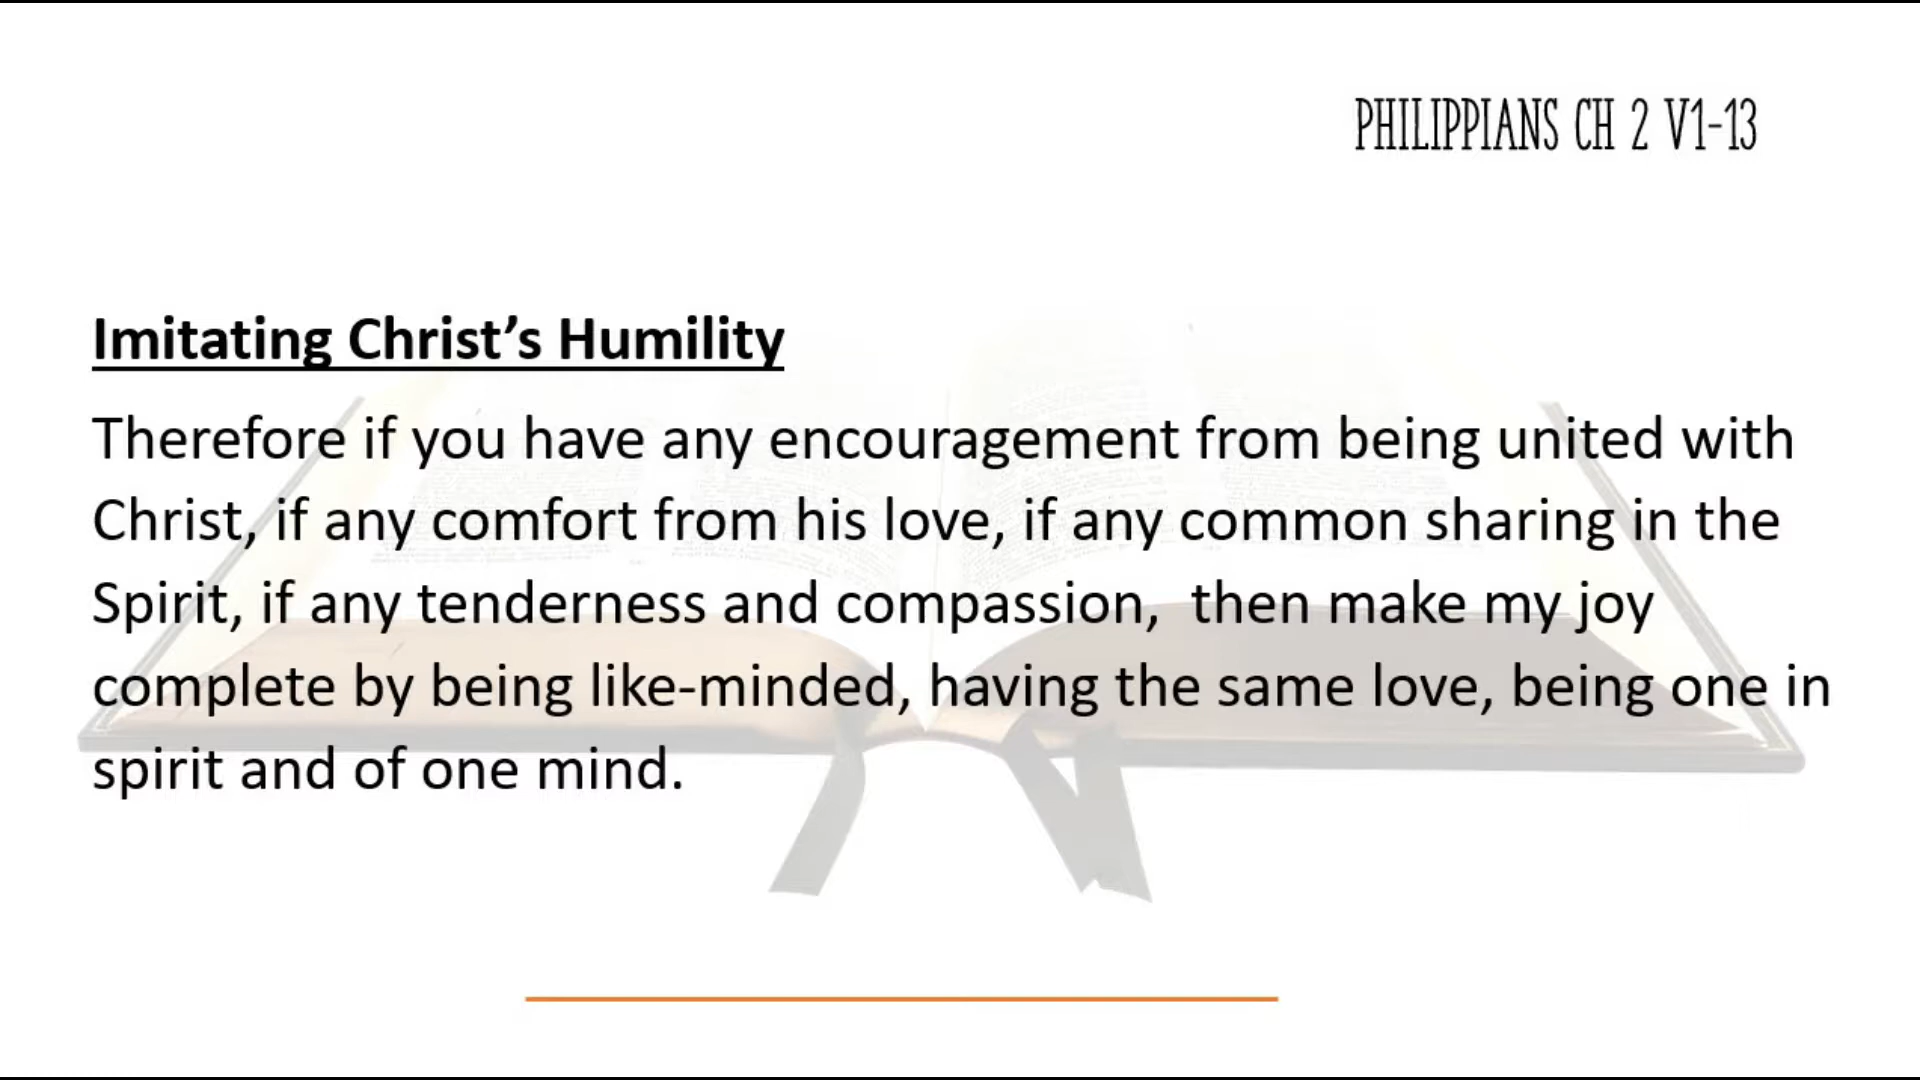 PHILIPPIANS CH 2 V1-13
Imitating Christ’s Humility
Therefore if you have any encouragement from being united with
Christ, if any comfort from his love, if any common sharing in the
Spirit, if any tenderness and compassion,  then make my joy
complete by being like-minded, having the same love, being one in
spirit and of one mind.